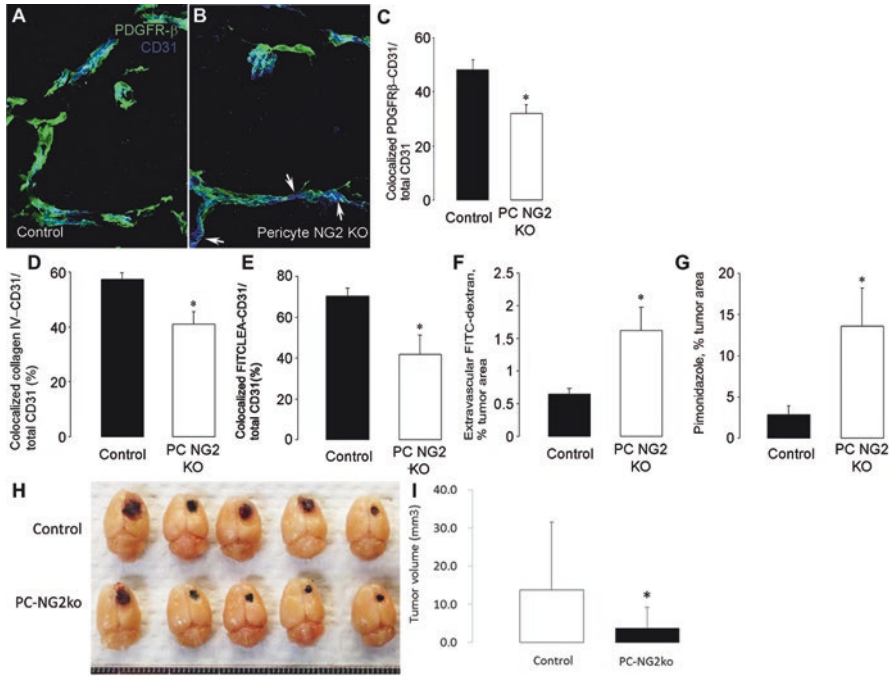 A
PDGFR-β
CD31
Control
B
Pericyte NG2 KO
C
Colocalized PDGFRβ–CD31/
total CD31
60
40
20
0
Control
PC NG2
KO
*
D
Colocalized collagen IV–CD31/
total CD31 (%)
60
40
20
0
Control
PC NG2
KO
*
E
Colocalized FITCLEA-CD31/
total CD31(%)
80
60
40
20
0
Control
PC NG2
KO
*
F
Extravascular FITC-dextran,
% tumor area
2.5
2
1.5
1
0.5
0
Control
PC NG2
KO
*
G
Pimonidazole, % tumor area
20
15
10
5
0
Control
PC NG2
KO
*
H
Control
PC-NG2ko
I
Tumor volume (mm3)
40.0
30.0
20.0
10.0
0.0
Control
PC-NG2ko
*